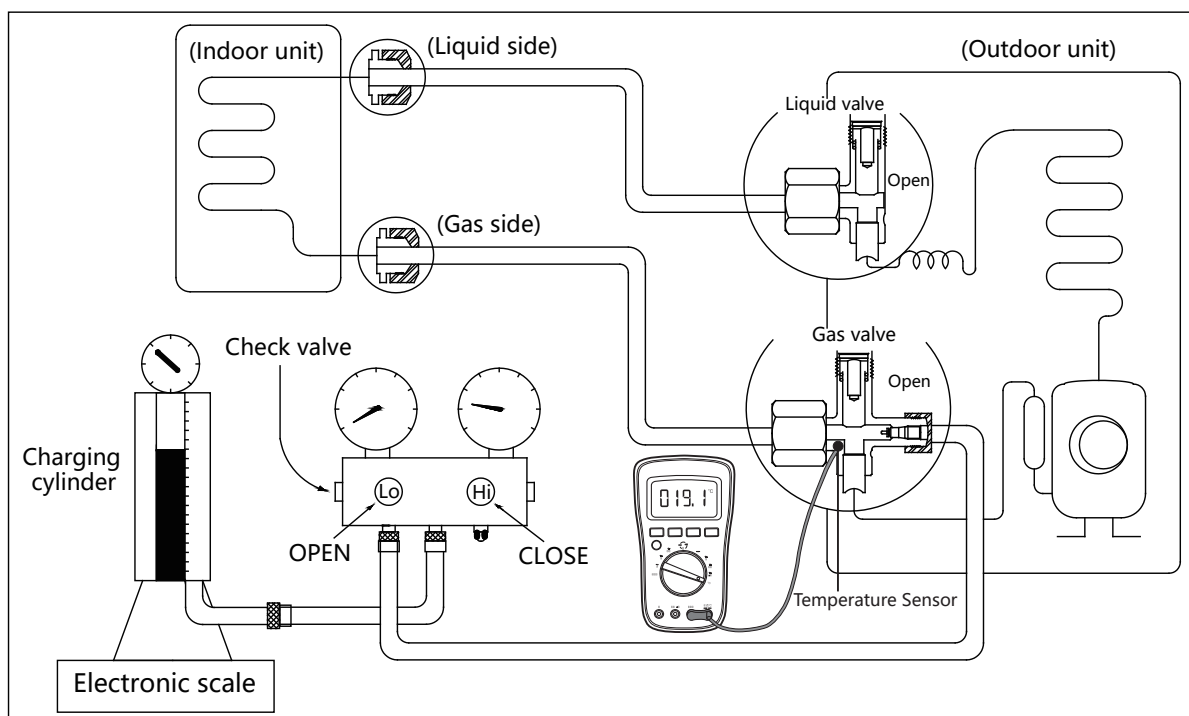 (Indoor unit)
(Liquid side)
(Outdoor unit)
Liquid valve
Open
(Gas side)
Gas valve
Open
Check valve
Charging
cylinder
Lo
Hi
OPEN
CLOSE
019.1
Temperature Sensor
Electronic scale